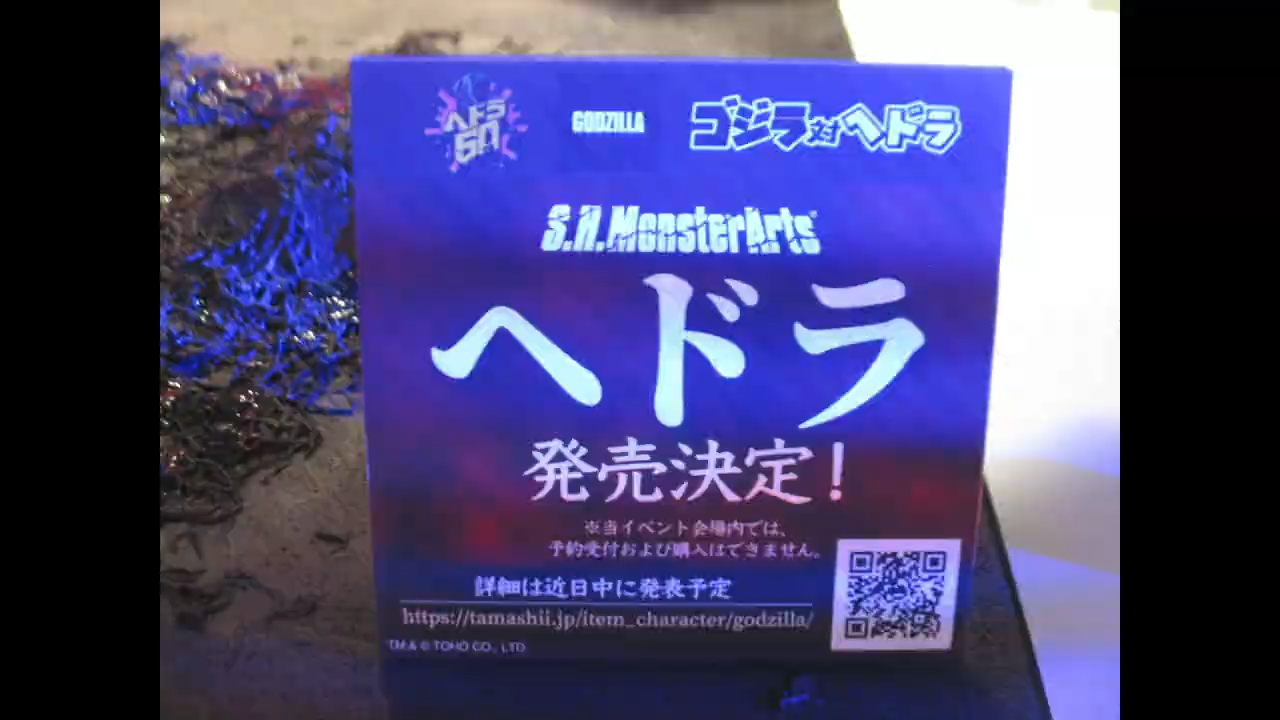 ヘドラ
50
GODZILLA
ゴジラ対ヘドラ
S.H.MonsterArts
ヘドラ
発売決定!
※当イベント会場内では、
予約受付および購入はできません。
詳細は近日中に発表予定
https://tamashii.jp/item_character/godzilla/
TM & © TOHO CO., LTD.